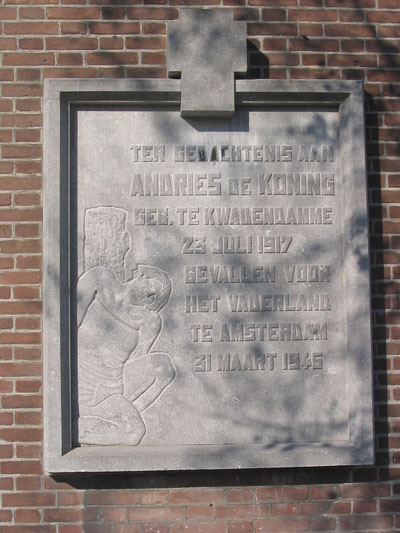 TER GEDACHTENIS AAN
ANDRIES DE KONING
GEB. TE KWADENDAMME
23 JULI 1917
GEVALLEN VOOR
HET VADERLAND
TE AMSTERDAM
31 MAART 1945